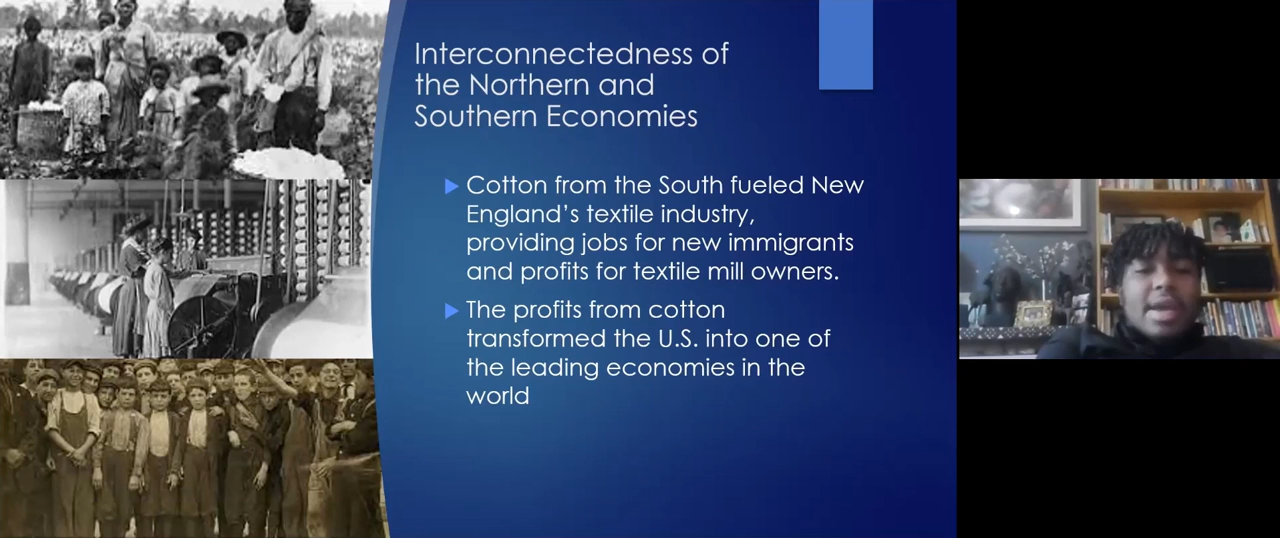 Interconnectedness of
the Northern and
Southern Economies
Cotton from the South fueled New
England’s textile industry,
providing jobs for new immigrants
and profits for textile mill owners.
The profits from cotton
transformed the U.S. into one of
the leading economies in the
world